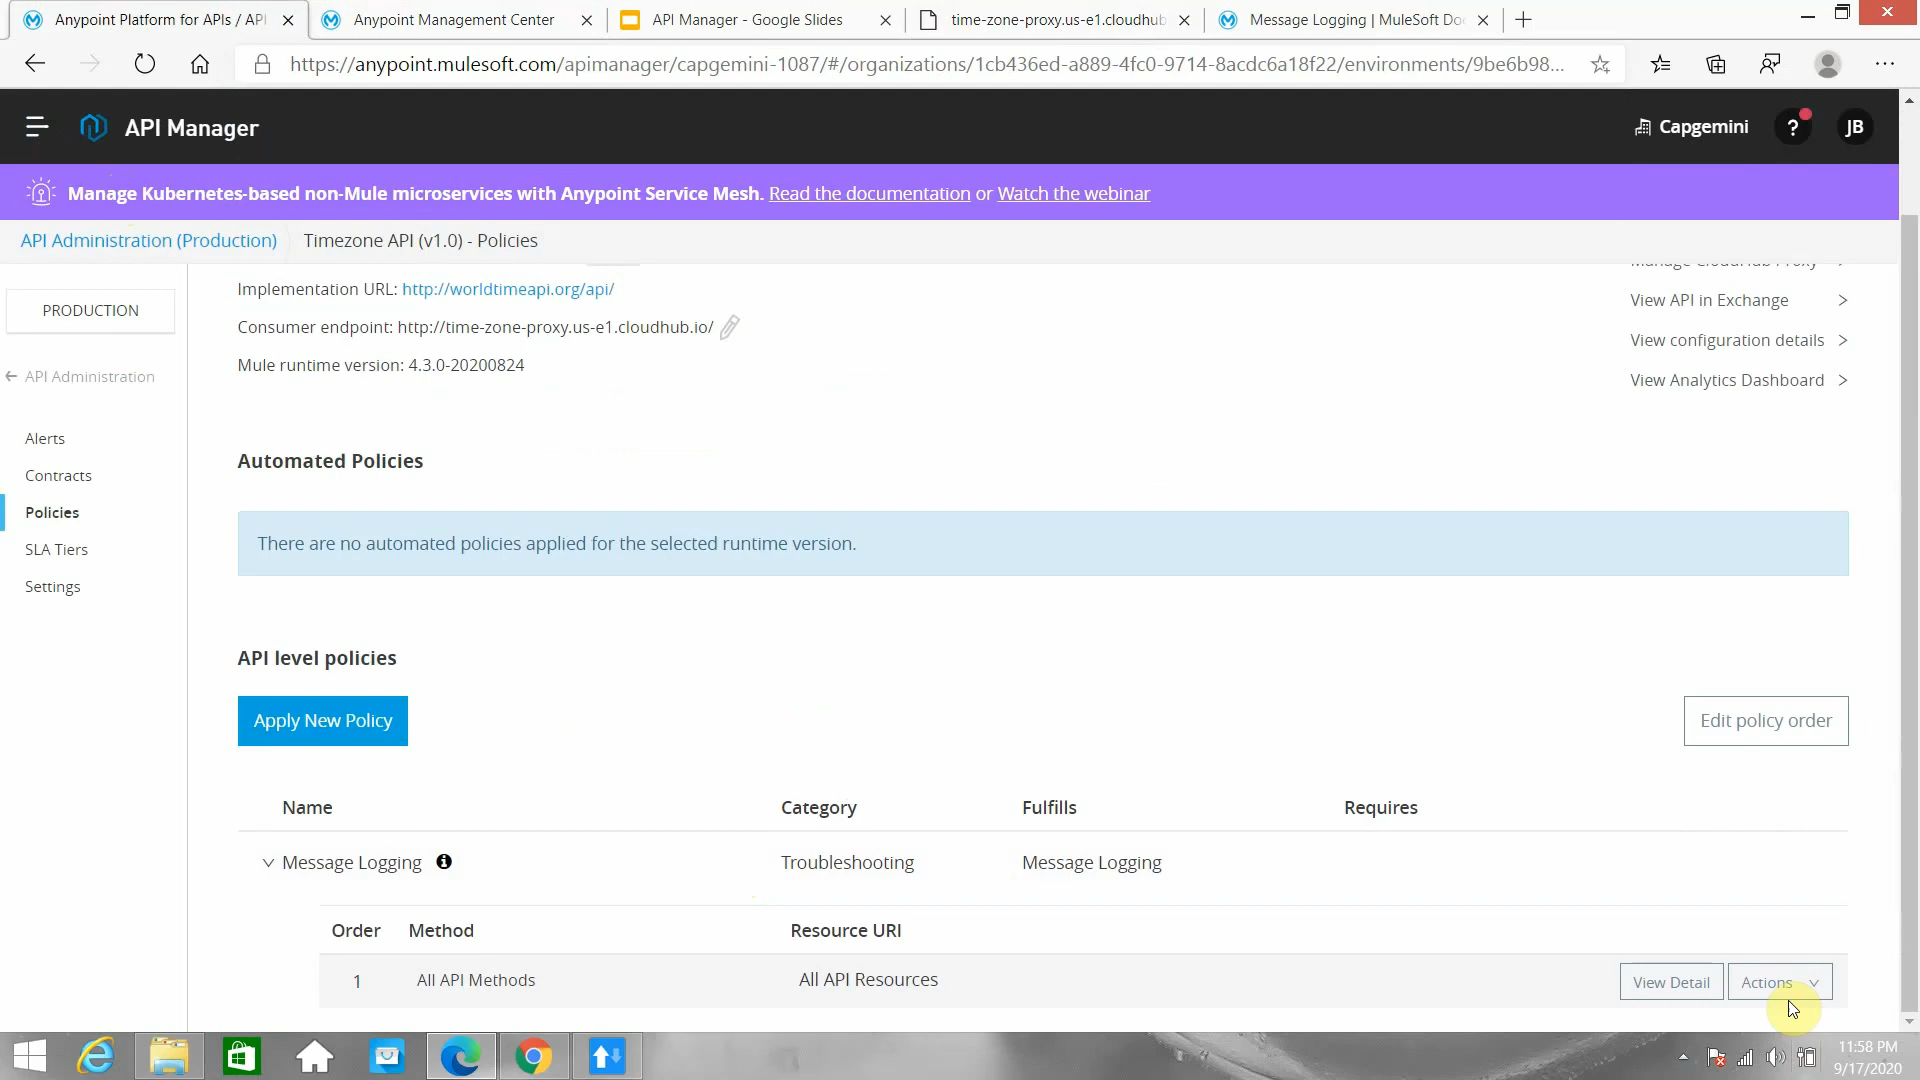 Anypoint Platform for APIs / API
Anypoint Management Center
API Manager - Google Slides
time-zone-proxy.us-e1.cloudhub
Message Logging | MuleSoft Do
https://anypoint.mulesoft.com/apimanager/capgemini-1087/#/organizations/1cb436ed-a889-4fc0-9714-8acdc6a18f22/environments/9be6b98...
API Manager
Capgemini
?
JB
Manage Kubernetes-based non-Mule microservices with Anypoint Service Mesh. Read the documentation or Watch the webinar
API Administration (Production)
Timezone API (v1.0) - Policies
PRODUCTION
API Administration
Alerts
Contracts
Policies
SLA Tiers
Settings
Implementation URL: http://worldtimeapi.org/api/
Consumer endpoint: http://time-zone-proxy.us-e1.cloudhub.io/
Mule runtime version: 4.3.0-20200824
Manage CloudHub Proxy >
View API in Exchange >
View configuration details >
View Analytics Dashboard >
Automated Policies
There are no automated policies applied for the selected runtime version.
API level policies
Apply New Policy
Edit policy order
Name Category Fulfills Requires
Message Logging Troubleshooting Message Logging
Order Method Resource URI
1 All API Methods All API Resources View Detail Actions
11:58 PM
9/17/2020